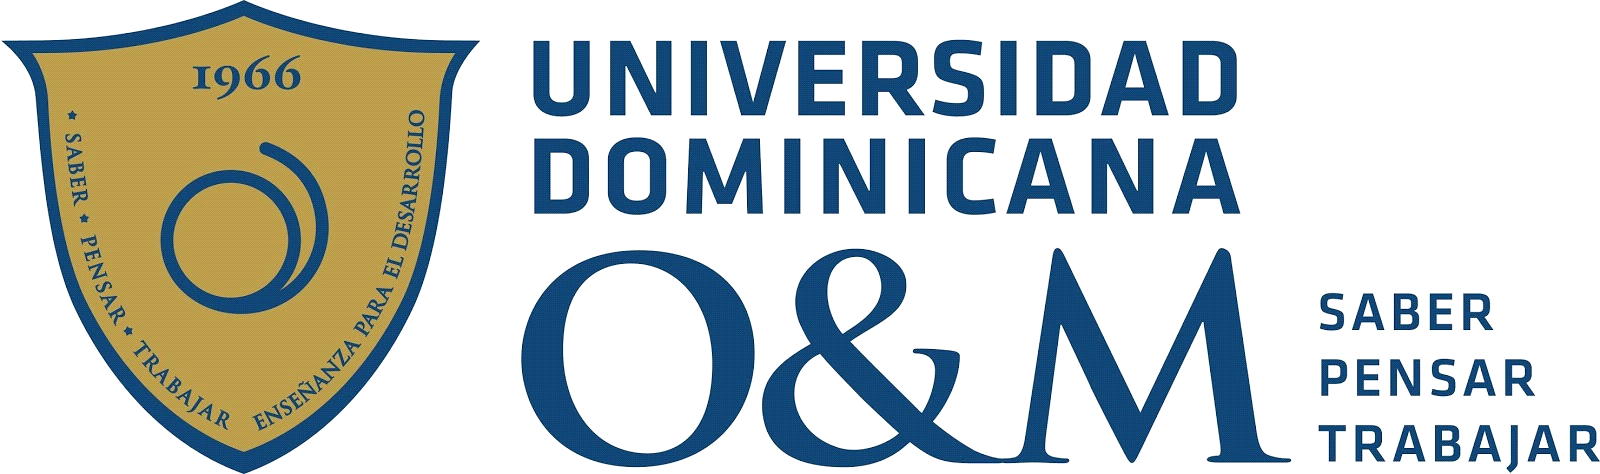 1966
* SABER * PENSAR * TRABAJAR
ENSEÑANZA PARA EL DESARROLLO
UNIVERSIDAD
DOMINICANA
O&M
SABER
PENSAR
TRABAJAR